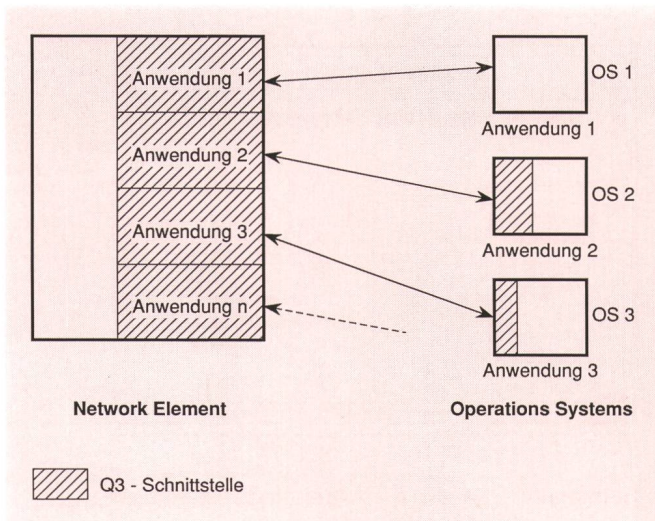 Anwendung 1
Anwendung 2
Anwendung 3
Anwendung n
OS 1
Anwendung 1
OS 2
Anwendung 2
OS 3
Anwendung 3
Network Element
Operations Systems
Q3 - Schnittstelle